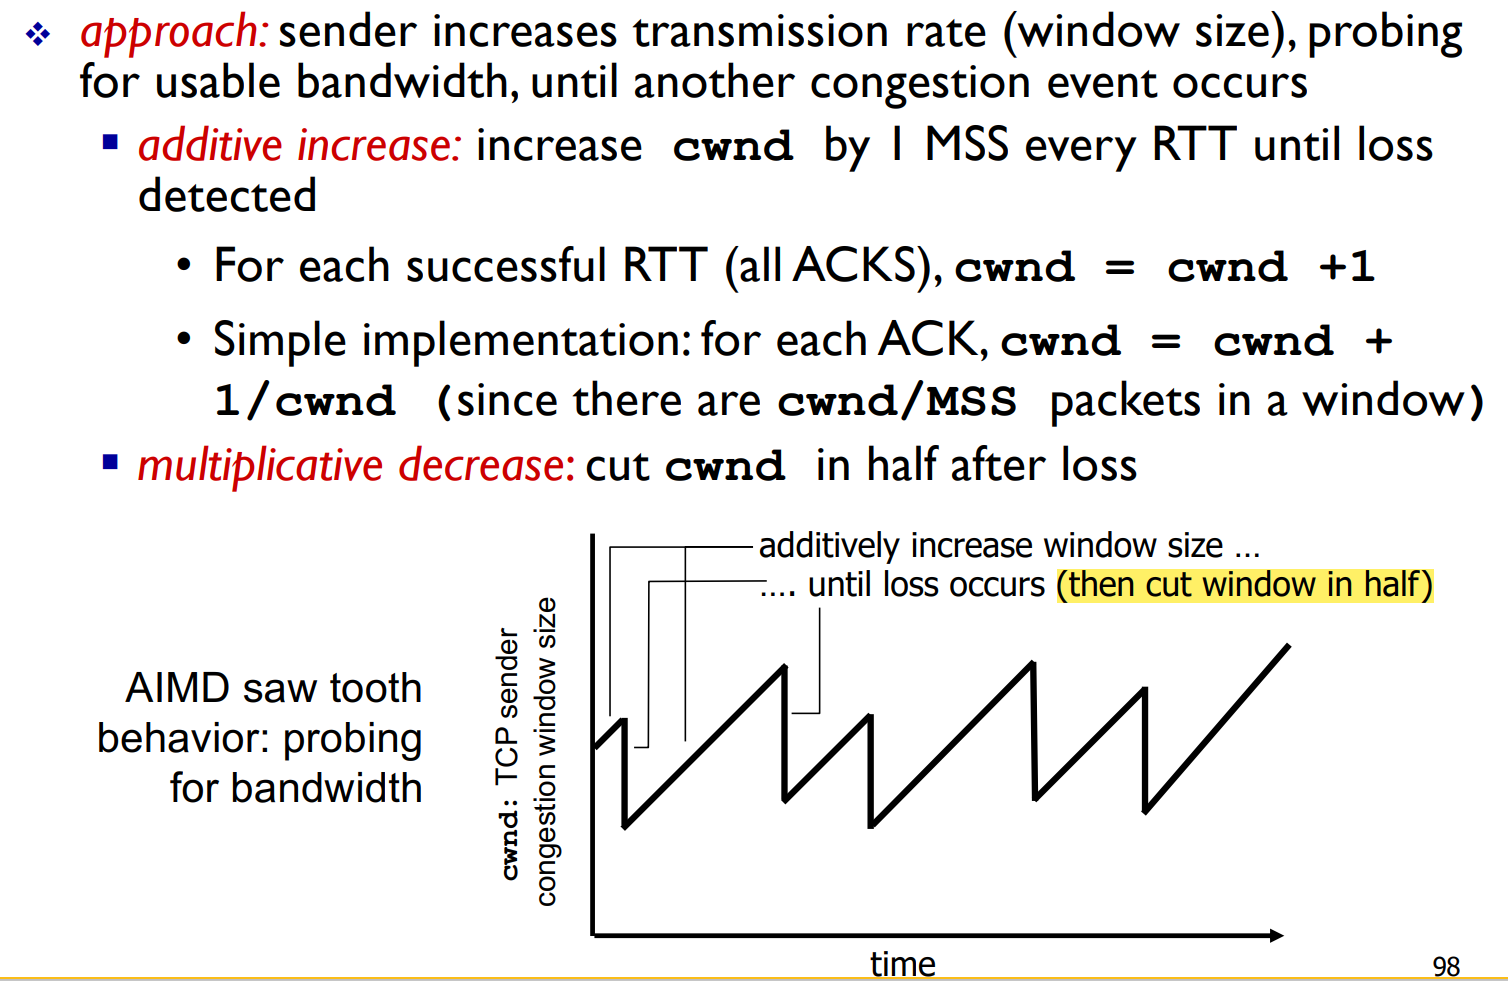 approach: sender increases transmission rate (window size), probing
for usable bandwidth, until another congestion event occurs
additive increase: increase cwnd by 1 MSS every RTT until loss
detected
• For each successful RTT (all ACKS), cwnd = cwnd +1
• Simple implementation: for each ACK, cwnd = cwnd +
1/cwnd (since there are cwnd/MSS packets in a window)
multiplicative decrease: cut cwnd in half after loss
additively increase window size …
…. until loss occurs (then cut window in half)
AIMD saw tooth
behavior: probing
for bandwidth
cwnd: TCP sender
congestion window size
time
98